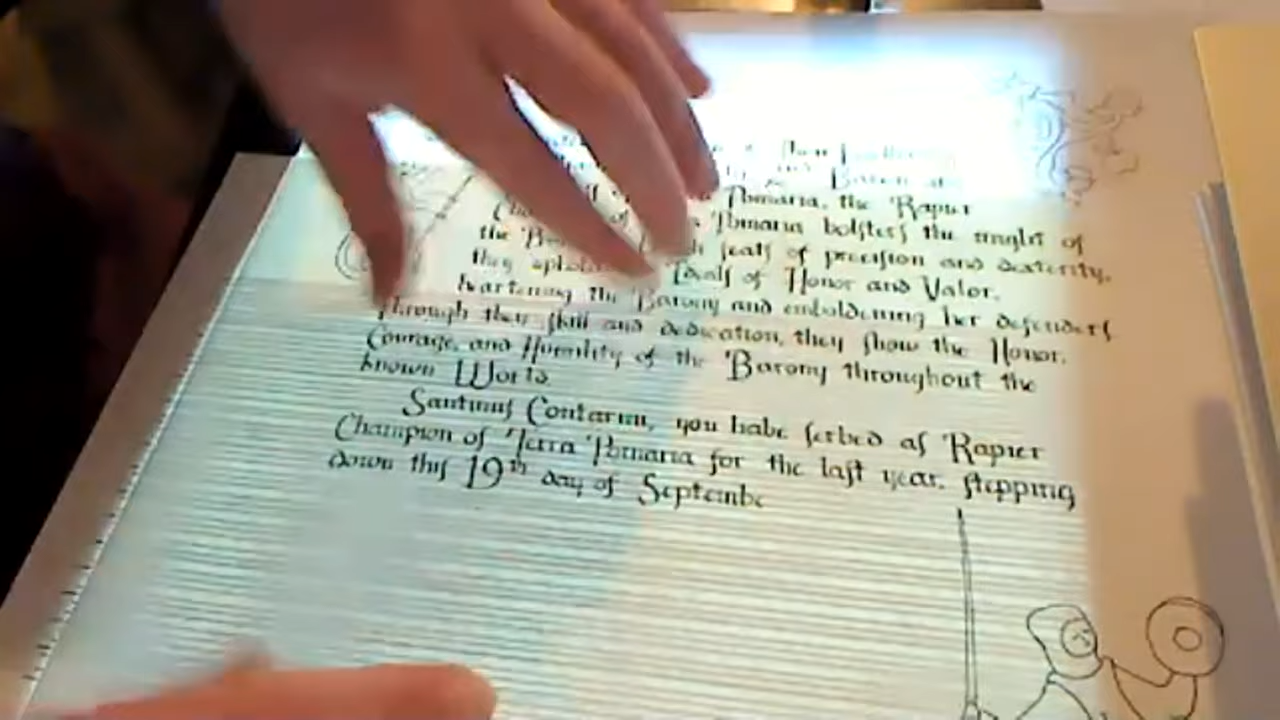 Then
Baron
Pomaria, the Rapier
Pomaria bolsters the might of
the feats of precision and dexterity,
they Ideals of Honor and Valor,
heartening the Barony and emboldening her defenders
Through their skill and dedication, they show the Honor,
Courage, and Humility of the Barony throughout the
known World.
Santinus Contarini, you habe serbed as Rapier
Champion of Terra Pomaria for the last year, stepping
down this 19th day of Septembe